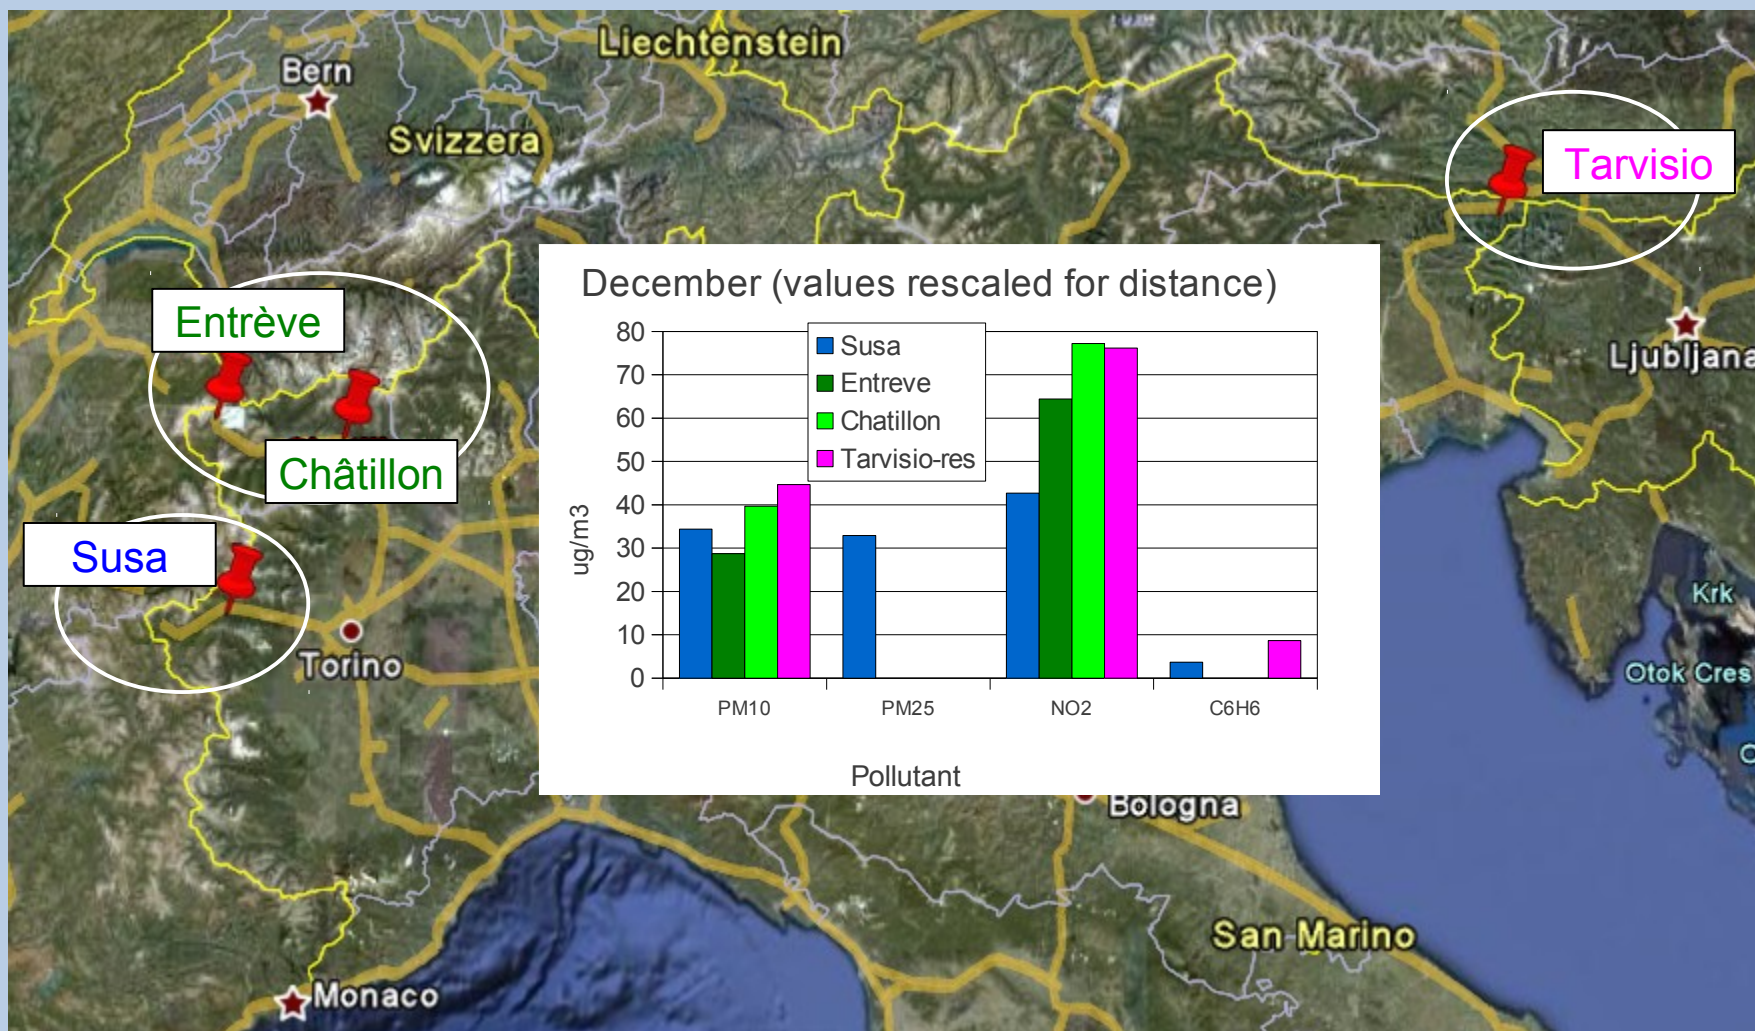 Liechtenstein
Bern
Svizzera
Tarvisio
Entrève
Châtillon
Susa
Torino
Ljubljana
Krk
Otok Cres
Bologna
San Marino
Monaco
December (values rescaled for distance)
80
70
60
50
40
30
20
10
0
ug/m3
Susa
Entreve
Chatillon
Tarvisio-res
PM10 PM25 NO2 C6H6
Pollutant